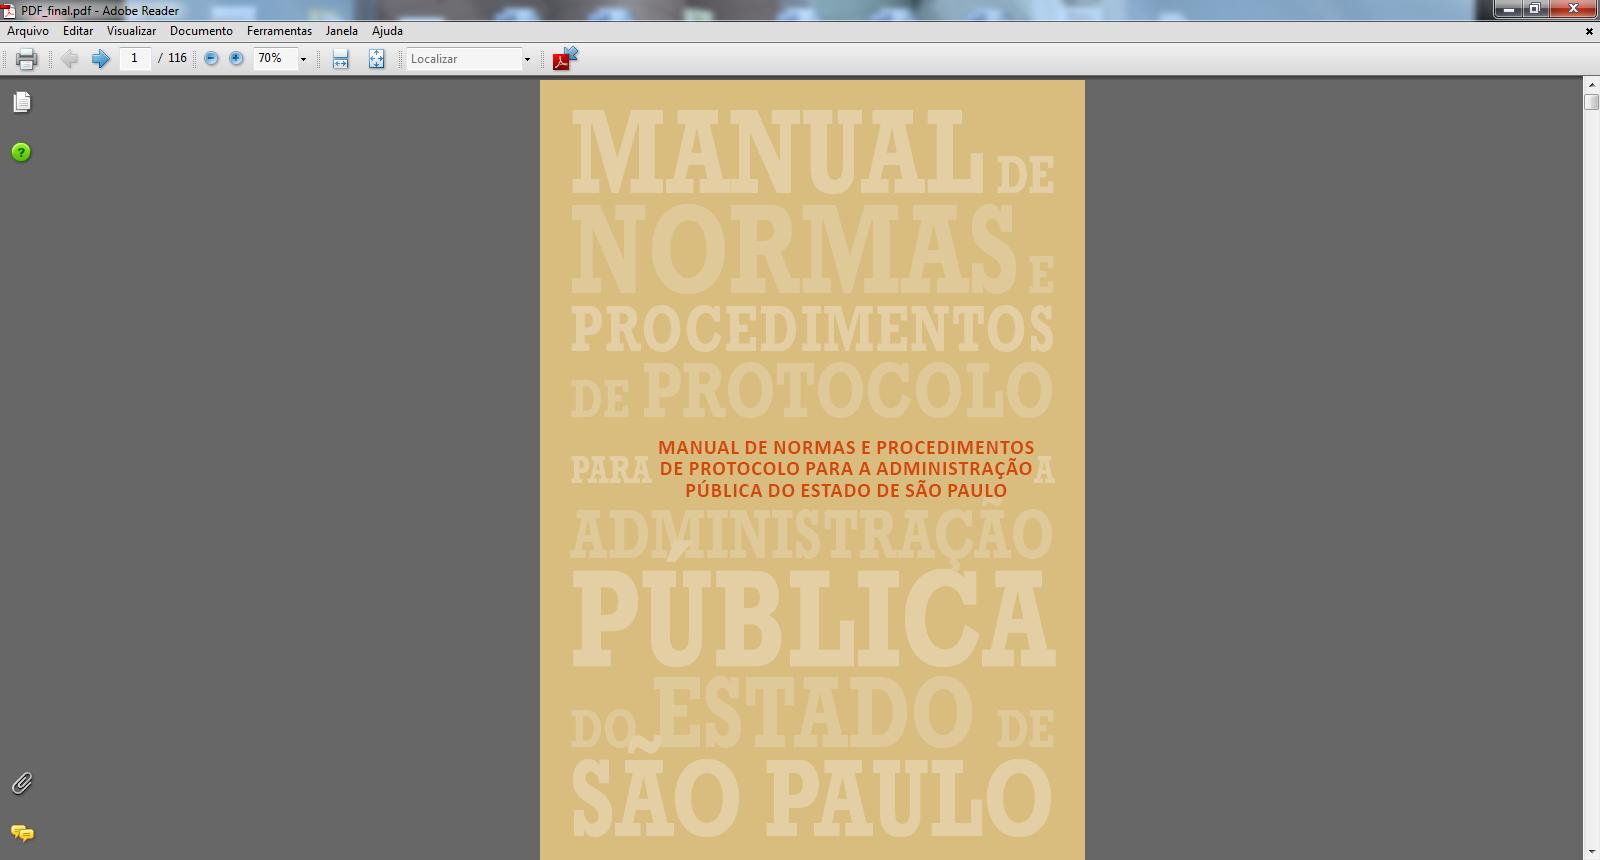 PDF_final.pdf - Adobe Reader
Arquivo Editar Visualizar Documento Ferramentas Janela Ajuda
1 / 116 70% Localizar
MANUAL DE
NORMAS E
PROCEDIMENTOS
DE PROTOCOLO
PARA A
MANUAL DE NORMAS E PROCEDIMENTOS
DE PROTOCOLO PARA A ADMINISTRAÇÃO
PÚBLICA DO ESTADO DE SÃO PAULO
ADMINISTRAÇÃO
PÚBLICA
DO ESTADO DE
SÃO PAULO